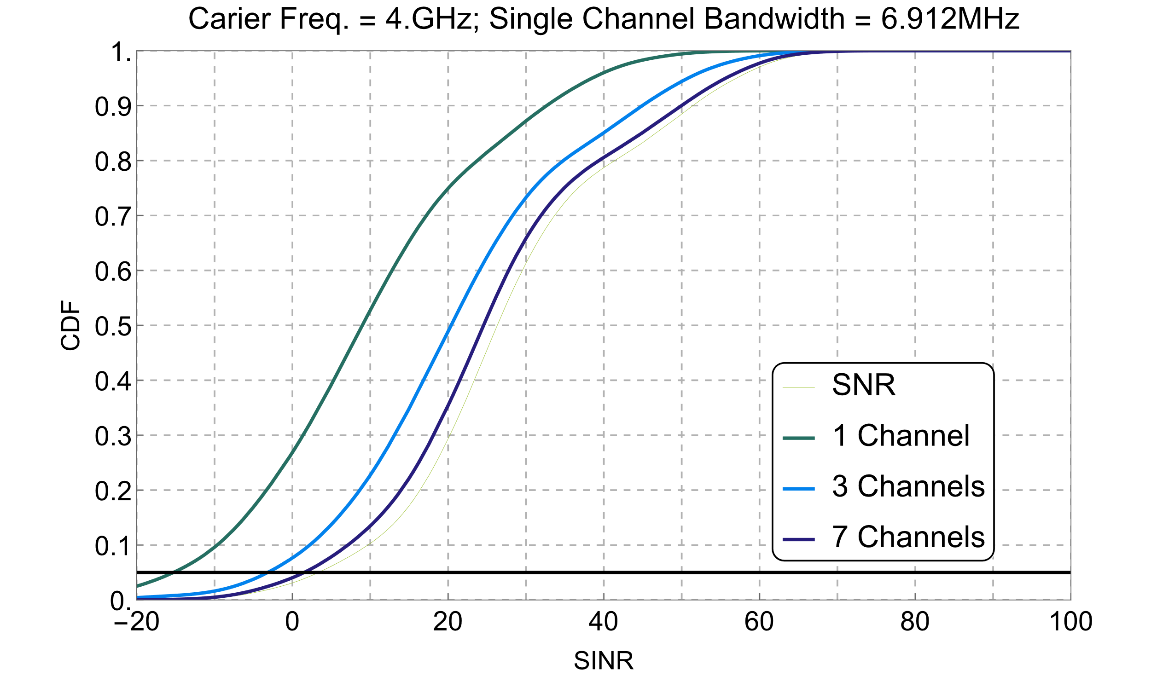 Carier Freq. = 4.GHz; Single Channel Bandwidth = 6.912MHz
1.
0.9
0.8
0.7
0.6
0.5
0.4
0.3
0.2
0.1
0.
CDF
SNR
1 Channel
3 Channels
7 Channels
−20 0 20 40 60 80 100
SINR